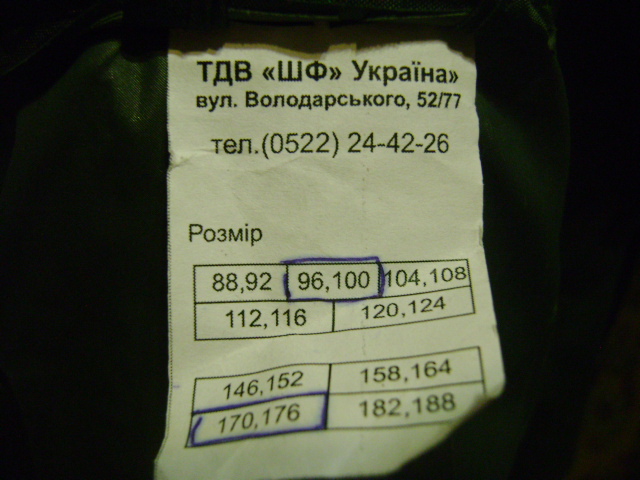 ТДВ «ШФ» Україна»
вул. Володарського, 52/77
тел.(0522) 24-42-26
Розмір
88,92 96,100 104,108
112,116 120,124
146,152 158,164
170,176 182,188